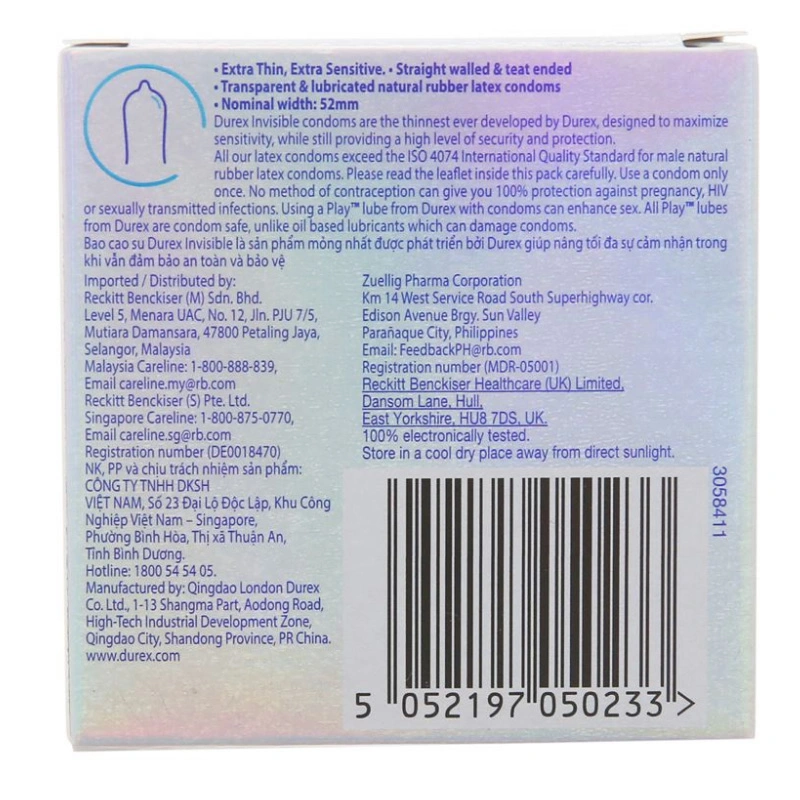 • Extra Thin, Extra Sensitive. • Straight walled & teat ended
• Transparent & lubricated natural rubber latex condoms
• Nominal width: 52mm
Durex Invisible condoms are the thinnest ever developed by Durex, designed to maximize
sensitivity, while still providing a high level of security and protection.
All our latex condoms exceed the ISO 4074 International Quality Standard for male natural
rubber latex condoms. Please read the leaflet inside this pack carefully. Use a condom only
once. No method of contraception can give you 100% protection against pregnancy, HIV
or sexually transmitted infections. Using a Play™ lube from Durex with condoms can enhance sex. All Play™ lubes
from Durex are condom safe, unlike oil based lubricants which can damage condoms.
Bao cao su Durex Invisible là sản phẩm mỏng nhất được phát triển bởi Durex giúp nâng tối đa sự cảm nhận trong
khi vẫn đảm bảo an toàn và bảo vệ
Imported / Distributed by:
Reckitt Benckiser (M) Sdn. Bhd.
Level 5, Menara UAC, No. 12, Jln. PJU 7/5,
Mutiara Damansara, 47800 Petaling Jaya,
Selangor, Malaysia
Malaysia Careline: 1-800-888-839,
Email careline.my@rb.com
Reckitt Benckiser (S) Pte. Ltd.
Singapore Careline: 1-800-875-0770,
Email careline.sg@rb.com
Registration number (DE0018470)
NK, PP và chịu trách nhiệm sản phẩm:
CÔNG TY TNHH DKSH
VIỆT NAM, Số 23 Đại Lộ Độc Lập, Khu Công
Nghiệp Việt Nam – Singapore,
Phường Bình Hòa, Thị xã Thuận An,
Tỉnh Bình Dương.
Hotline: 1800 54 54 05.
Manufactured by: Qingdao London Durex
Co. Ltd., 1-13 Shangma Part, Aodong Road,
High-Tech Industrial Development Zone,
Qingdao City, Shandong Province, PR China.
www.durex.com
Zuellig Pharma Corporation
Km 14 West Service Road South Superhighway cor.
Edison Avenue Brgy. Sun Valley
Parañaque City, Philippines
Email: FeedbackPH@rb.com
Registration number (MDR-05001)
Reckitt Benckiser Healthcare (UK) Limited,
Dansom Lane, Hull,
East Yorkshire, HU8 7DS, UK.
100% electronically tested.
Store in a cool dry place away from direct sunlight.
3058411
5 052197 050233 >